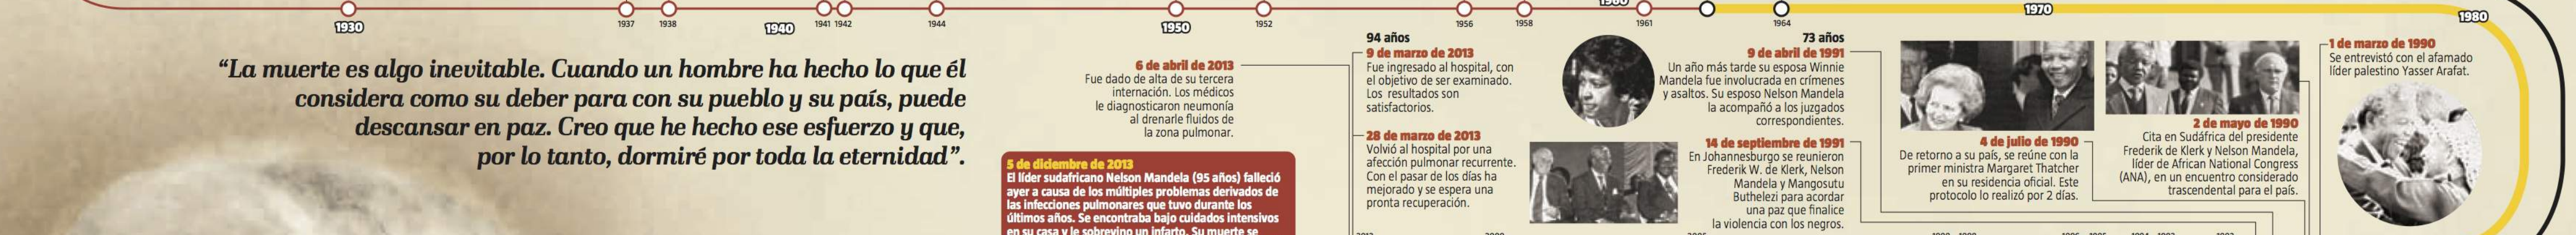 1930
1937
1938
1940
1941
1942
1944
1950
1952
1956
1958
1960
1961
1964
1970
1980
“La muerte es algo inevitable. Cuando un hombre ha hecho lo que él
considera como su deber para con su pueblo y su país, puede
descansar en paz. Creo que he hecho ese esfuerzo y que,
por lo tanto, dormiré por toda la eternidad”.
6 de abril de 2013
Fue dado de alta de su tercera
internación. Los médicos
le diagnosticaron neumonía
al drenarle fluidos de
la zona pulmonar.
5 de diciembre de 2013
El líder sudafricano Nelson Mandela (95 años) falleció
ayer a causa de los múltiples problemas derivados de
las infecciones pulmonares que tuvo durante los
últimos años. Se encontraba bajo cuidados intensivos
en su casa y le sobrevino un infarto. Su muerte se
94 años
9 de marzo de 2013
Fue ingresado al hospital, con
el objetivo de ser examinado.
Los resultados son
satisfactorios.
28 de marzo de 2013
Volvió al hospital por una
afección pulmonar recurrente.
Con el pasar de los días ha
mejorado y se espera una
pronta recuperación.
73 años
9 de abril de 1991
Un año más tarde su esposa Winnie
Mandela fue involucrada en crímenes
y asaltos. Su esposo Nelson Mandela
la acompañó a los juzgados
correspondientes.
14 de septiembre de 1991
En Johannesburgo se reunieron
Frederik W. de Klerk, Nelson
Mandela y Mangosutu
Buthelezi para acordar
una paz que finalice
la violencia con los negros.
4 de julio de 1990
De retorno a su país, se reúne con la
primer ministra Margaret Thatcher
en su residencia oficial. Este
protocolo lo realizó por 2 días.
2 de mayo de 1990
Cita en Sudáfrica del presidente
Frederik de Klerk y Nelson Mandela,
líder de African National Congress
(ANA), en un encuentro considerado
trascendental para el país.
1 de marzo de 1990
Se entrevistó con el afamado
líder palestino Yasser Arafat.